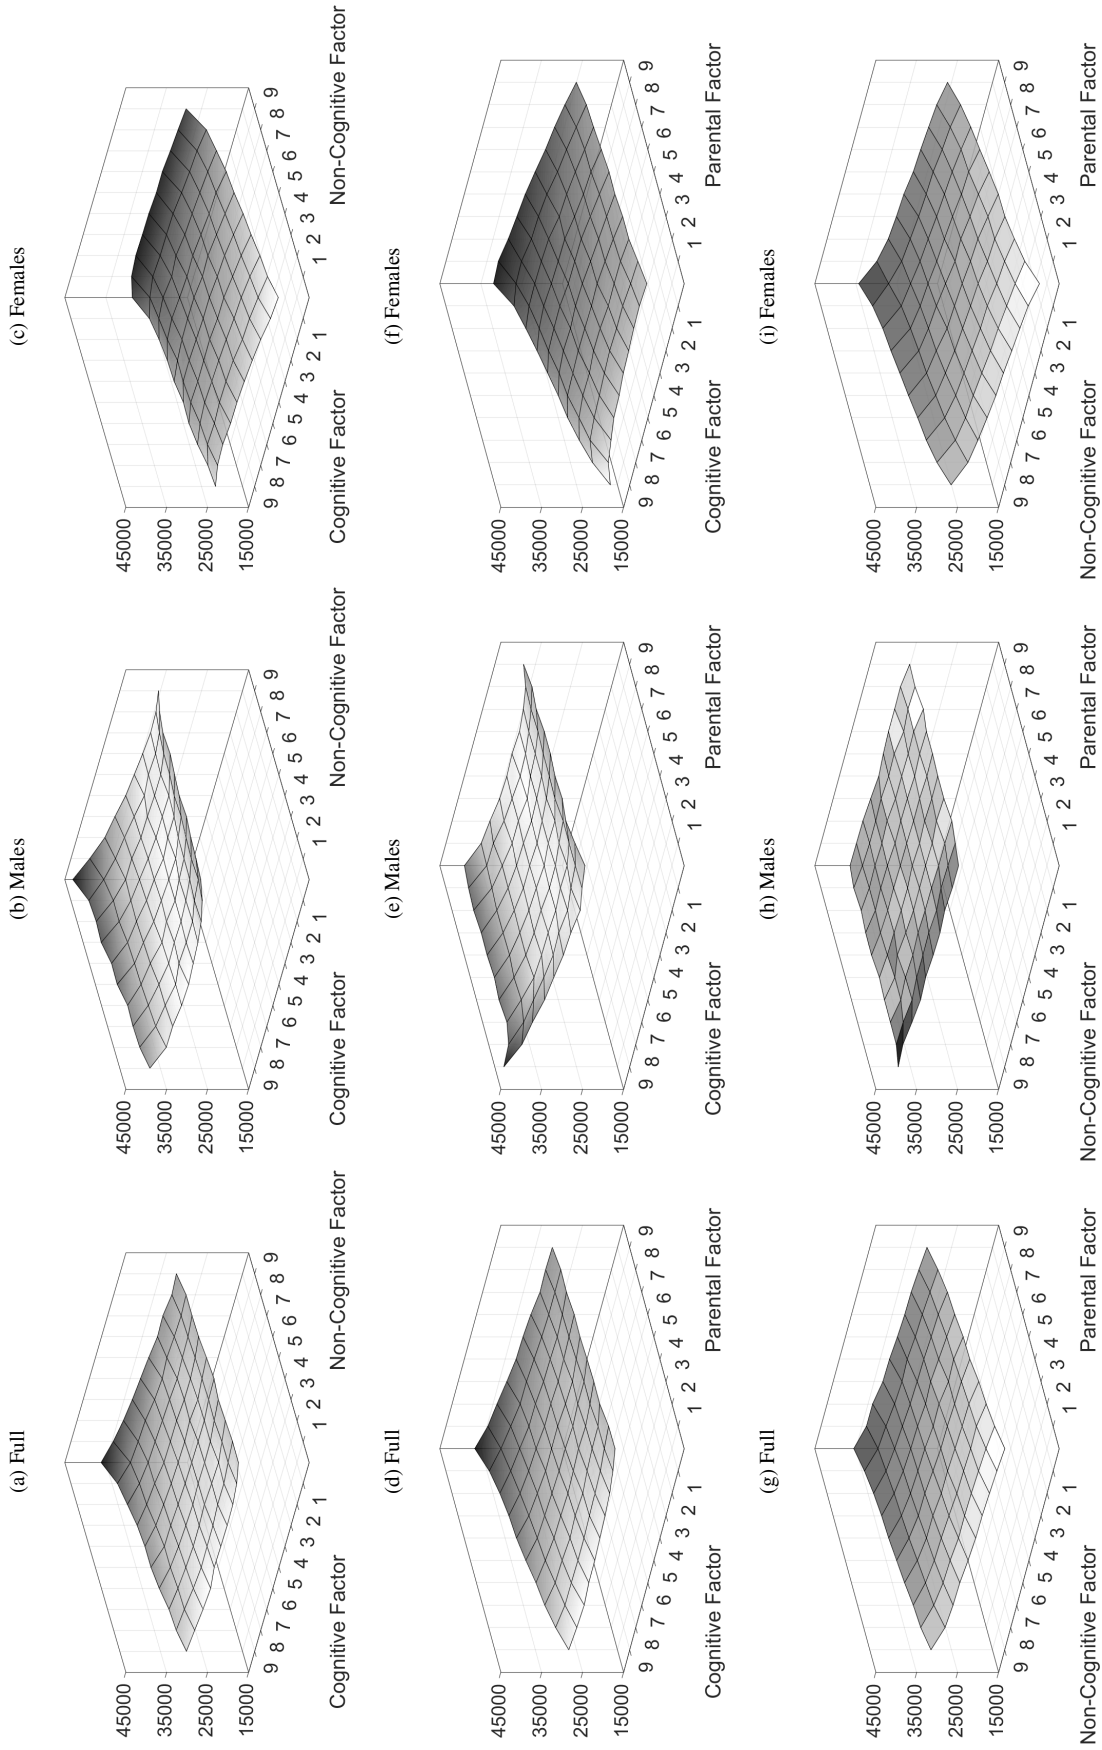 (a) Full
45000
35000
25000
15000
9 8 7 6 5 4 3 2 1
1 2 3 4 5 6 7 8 9
Cognitive Factor
Non-Cognitive Factor
(b) Males
45000
35000
25000
15000
9 8 7 6 5 4 3 2 1
1 2 3 4 5 6 7 8 9
Cognitive Factor
Non-Cognitive Factor
(c) Females
45000
35000
25000
15000
9 8 7 6 5 4 3 2 1
1 2 3 4 5 6 7 8 9
Cognitive Factor
Non-Cognitive Factor
(d) Full
45000
35000
25000
15000
9 8 7 6 5 4 3 2 1
1 2 3 4 5 6 7 8 9
Cognitive Factor
Parental Factor
(e) Males
45000
35000
25000
15000
9 8 7 6 5 4 3 2 1
1 2 3 4 5 6 7 8 9
Cognitive Factor
Parental Factor
(f) Females
45000
35000
25000
15000
9 8 7 6 5 4 3 2 1
1 2 3 4 5 6 7 8 9
Cognitive Factor
Parental Factor
(g) Full
45000
35000
25000
15000
9 8 7 6 5 4 3 2 1
1 2 3 4 5 6 7 8 9
Non-Cognitive Factor
Parental Factor
(h) Males
45000
35000
25000
15000
9 8 7 6 5 4 3 2 1
1 2 3 4 5 6 7 8 9
Non-Cognitive Factor
Parental Factor
(i) Females
45000
35000
25000
15000
9 8 7 6 5 4 3 2 1
1 2 3 4 5 6 7 8 9
Non-Cognitive Factor
Parental Factor